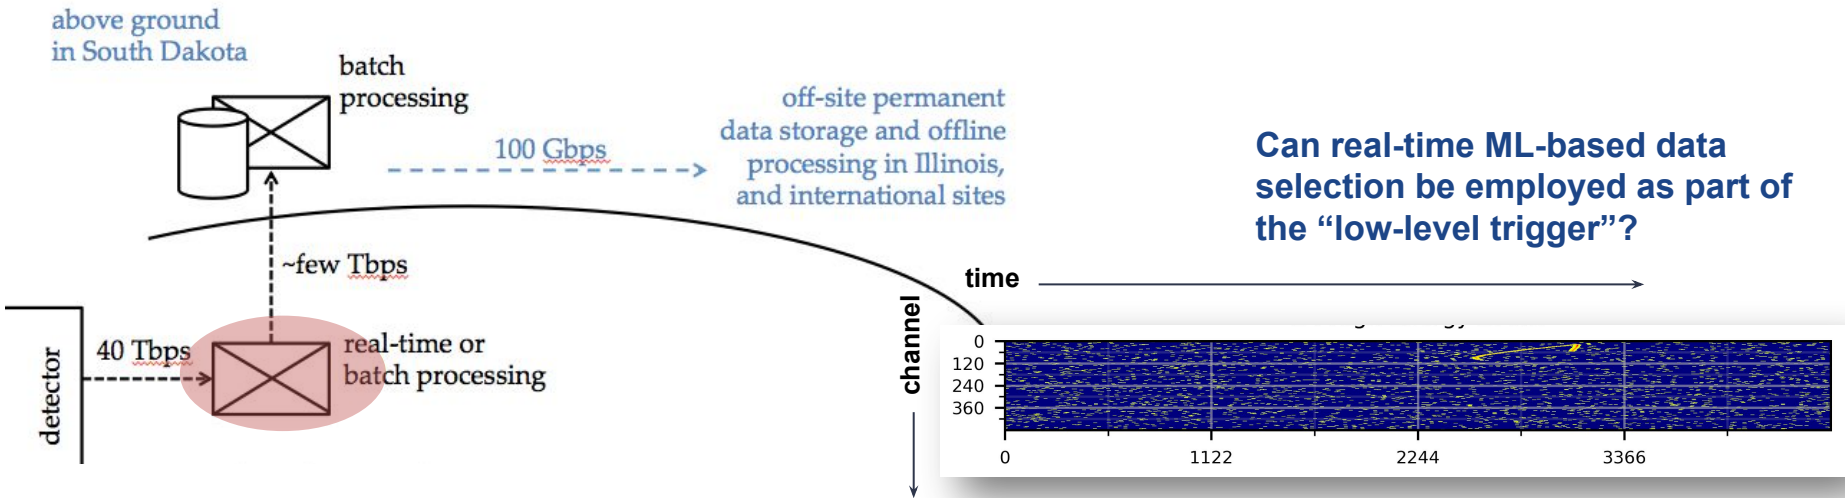 above ground
in South Dakota
batch
processing
100 Gbps
off-site permanent
data storage and offline
processing in Illinois,
and international sites
~few Tbps
detector
40 Tbps
real-time or
batch processing
Can real-time ML-based data
selection be employed as part of
the “low-level trigger”?
time
channel
0
120
240
360
0
1122
2244
3366